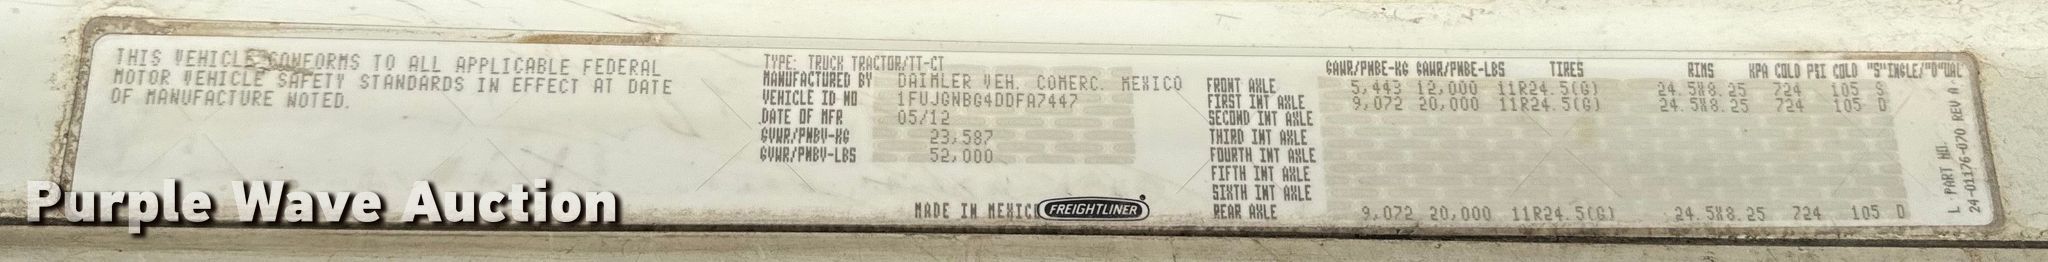 THIS VEHICLE CONFORMS TO ALL APPLICABLE FEDERAL
MOTOR VEHICLE SAFETY STANDARDS IN EFFECT AT DATE
OF MANUFACTURE NOTED.
TYPE: TRUCK TRACTOR/TT-CT
MANUFACTURED BY DAIMLER VEH. COMERC. MEXICO
VEHICLE ID NO 1FUJGNBG4DDFA7447
DATE OF MFR 05/12
GVWR/PNBV-KG 23,587
GVWR/PNBV-LBS 52,000
MADE IN MEXICO
FREIGHTLINER
GAWR/PNBE-KG GAWR/PNBE-LBS TIRES RIMS KPA COLD PSI COLD "S"INGLE/"D"UAL
FRONT AXLE 5,443 12,000 11R24.5(G) 24.5X8.25 724 105 S
FIRST INT AXLE 9,072 20,000 11R24.5(G) 24.5X8.25 724 105 D
SECOND INT AXLE
THIRD INT AXLE
FOURTH INT AXLE
FIFTH INT AXLE
SIXTH INT AXLE
REAR AXLE 9,072 20,000 11R24.5(G) 24.5X8.25 724 105 D
L PART NO.
24-01176-070 REV A
Purple Wave Auction